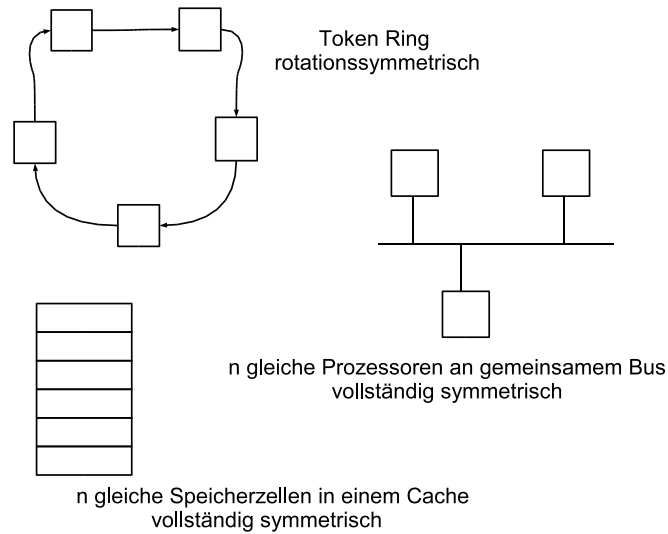 Token Ring
rotationssymmetrisch
n gleiche Prozessoren an gemeinsamem Bus
vollständig symmetrisch
n gleiche Speicherzellen in einem Cache
vollständig symmetrisch